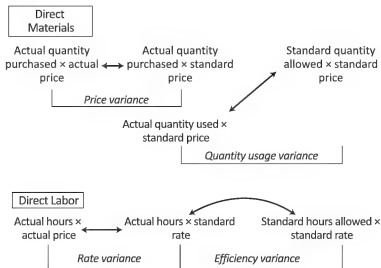 Direct
Materials
Actual quantity
purchased × actual
price
Actual quantity
purchased × standard
price
Standard quantity
allowed × standard
price
Price variance
Actual quantity used ×
standard price
Quantity usage variance
Direct Labor
Actual hours ×
actual price
Actual hours × standard
rate
Standard hours allowed ×
standard rate
Rate variance
Efficiency variance